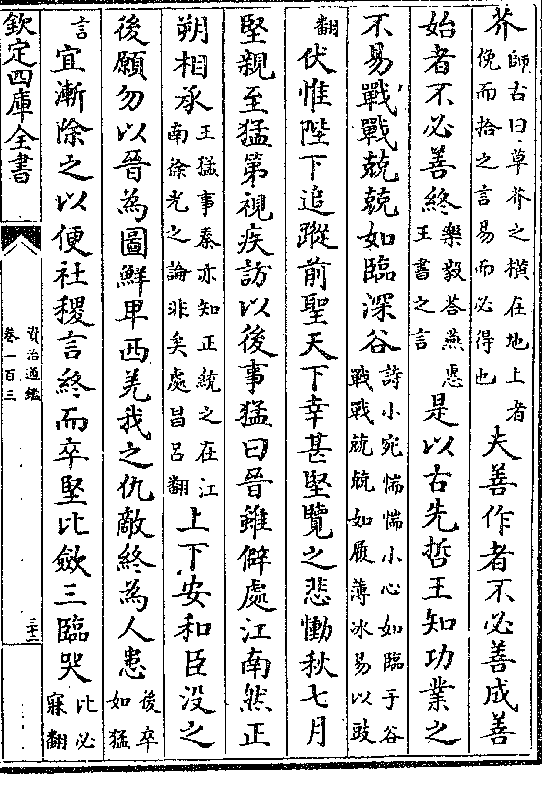 芥師古曰草芥之橫在地上者俛而拾之言易而必得也夫善作者不必善成善
始者不必善終樂毅荅燕惠王書之言是以古先哲王知功業之
不易戰戰兢兢如臨深谷詩小宛惴惴小心如臨于谷戰戰兢兢如履薄冰易以豉
翻伏惟陛下追蹤前聖天下幸甚堅覽之悲慟秋七月
堅親至猛第視疾訪以後事猛曰晉雖僻處江南然正
朔相承王猛事秦亦知正統之在江南徐光之論非矣處昌呂翻上下安和臣沒之
後願勿以晉為圖鮮卑西羌我之仇敵終為人患後卒如猛
言宜漸除之以便社稷言終而卒堅比斂三臨哭比必寐翻
欽定四庫全書
資治通鑑
卷一百三